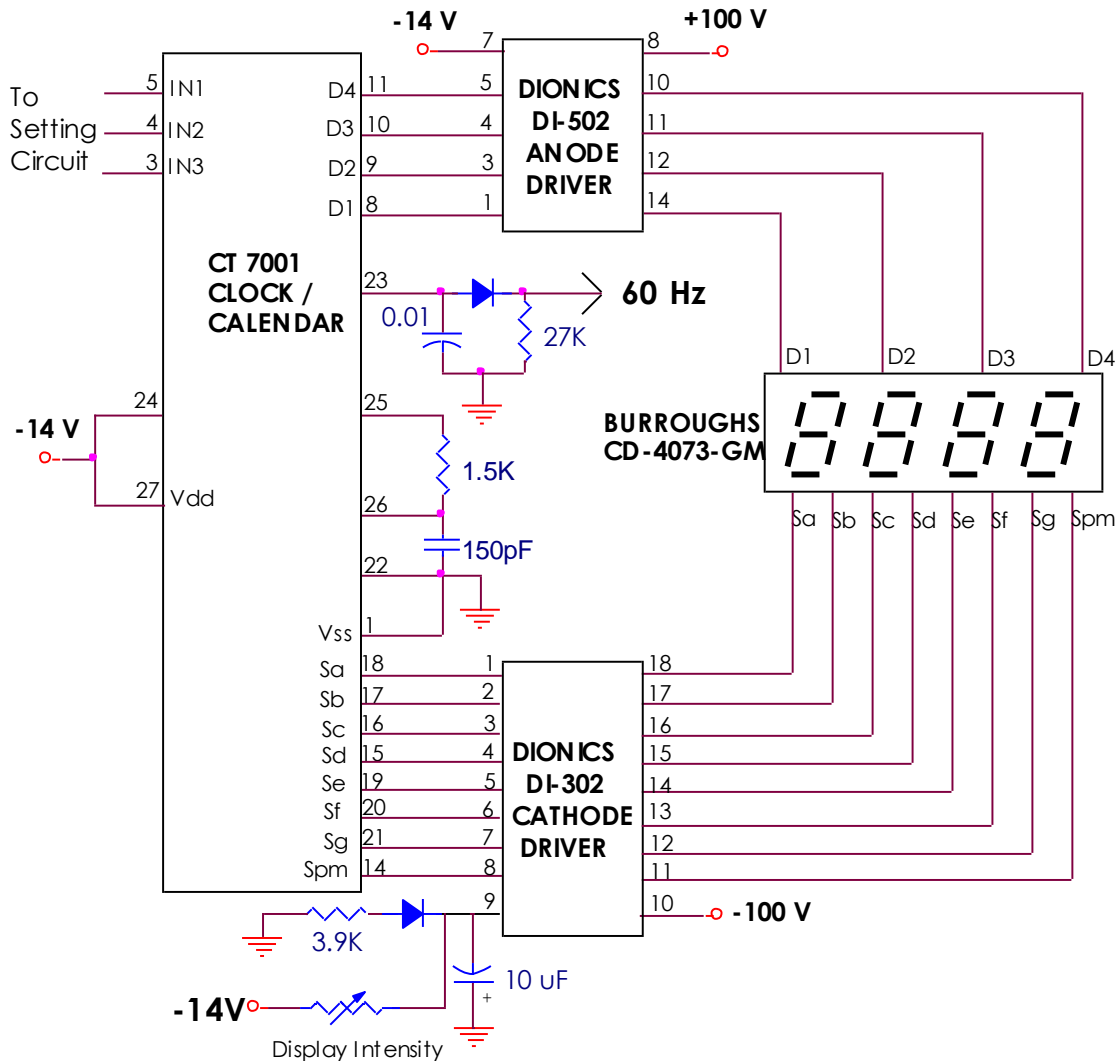 -14 V
+100 V
7
8
To
Setting
Circuit
5
IN1
4
IN2
3
IN3
D4
11
D3
10
D2
9
D1
8
5
4
3
1
DIONICS
DI-502
ANODE
DRIVER
10
11
12
14
CT 7001
CLOCK /
CALENDAR
23
0.01
27K
60 Hz
D1
D2
D3
D4
BURROUGHS
CD-4073-GM
Sa
Sb
Sc
Sd
Se
Sf
Sg
Spm
-14 V
24
27
Vdd
25
1.5K
26
150pF
22
Vss
1
Sa
18
Sb
17
Sc
16
Sd
15
Se
19
Sf
20
Sg
21
Spm
14
1
2
3
4
5
6
7
8
9
DIONICS
DI-302
CATHODE
DRIVER
18
17
16
15
14
13
12
11
10
-100 V
3.9K
10 uF
+
-14V
Display Intensity